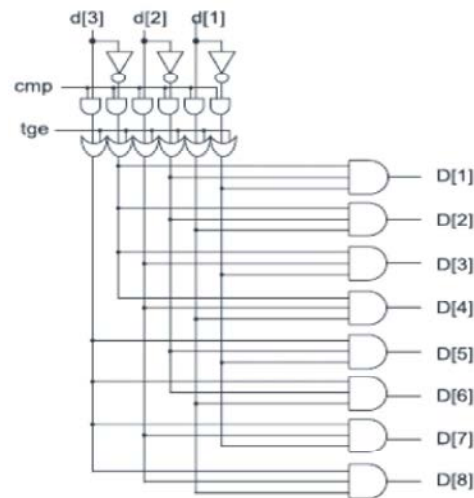 d[3] d[2] d[1]
cmp
tge
D[1]
D[2]
D[3]
D[4]
D[5]
D[6]
D[7]
D[8]